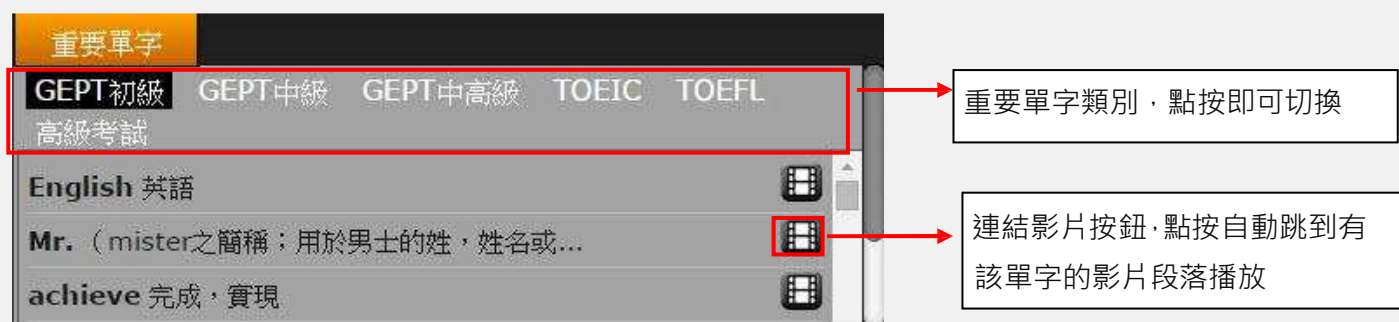 重要單字
GEPT初級 GEPT中級 GEPT中高級 TOEIC TOEFL
高級考試
重要單字類別，點按即可切換
English 英語
Mr. （mister之簡稱；用於男士的姓，姓名或...
連結影片按鈕，點按自動跳到有
該單字的影片段落播放
achieve 完成，實現